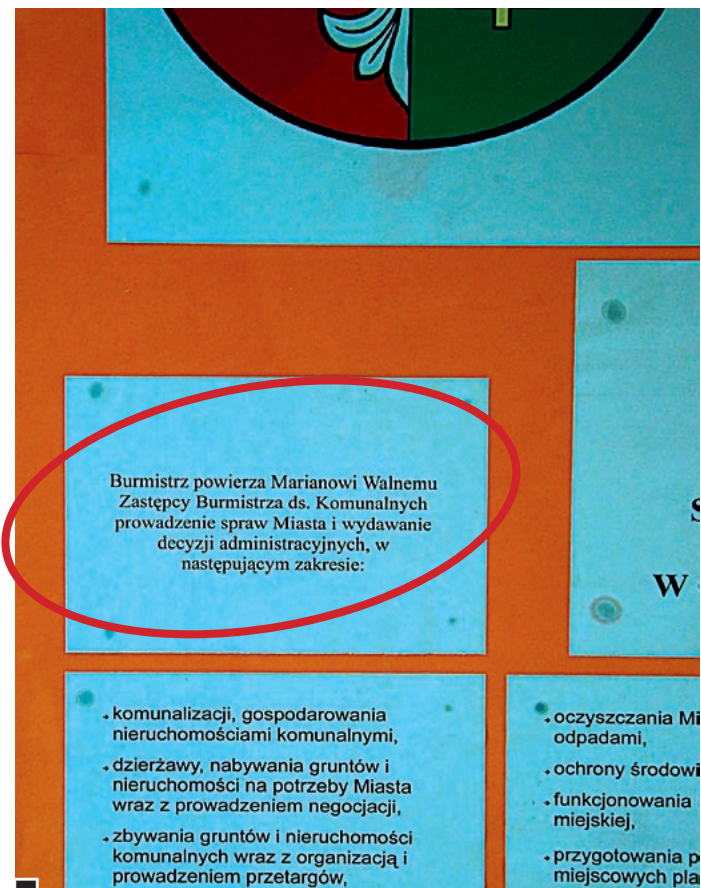 Burmistrz powierza Marianowi Walnemu
Zastępcy Burmistrza ds. Komunalnych
prowadzenie spraw Miasta i wydawanie
decyzji administracyjnych, w
następującym zakresie:
S
W
komunalizacji, gospodarowania
nieruchomościami komunalnymi,
dzierżawy, nabywania gruntów i
nieruchomości na potrzeby Miasta
wraz z prowadzeniem negocjacji,
zbywania gruntów i nieruchomości
komunalnych wraz z organizacją i
prowadzeniem przetargów,
oczyszczania
odpadami,
ochrony
funkcjonowania
miejskiej,
przygotowania
miejscowych